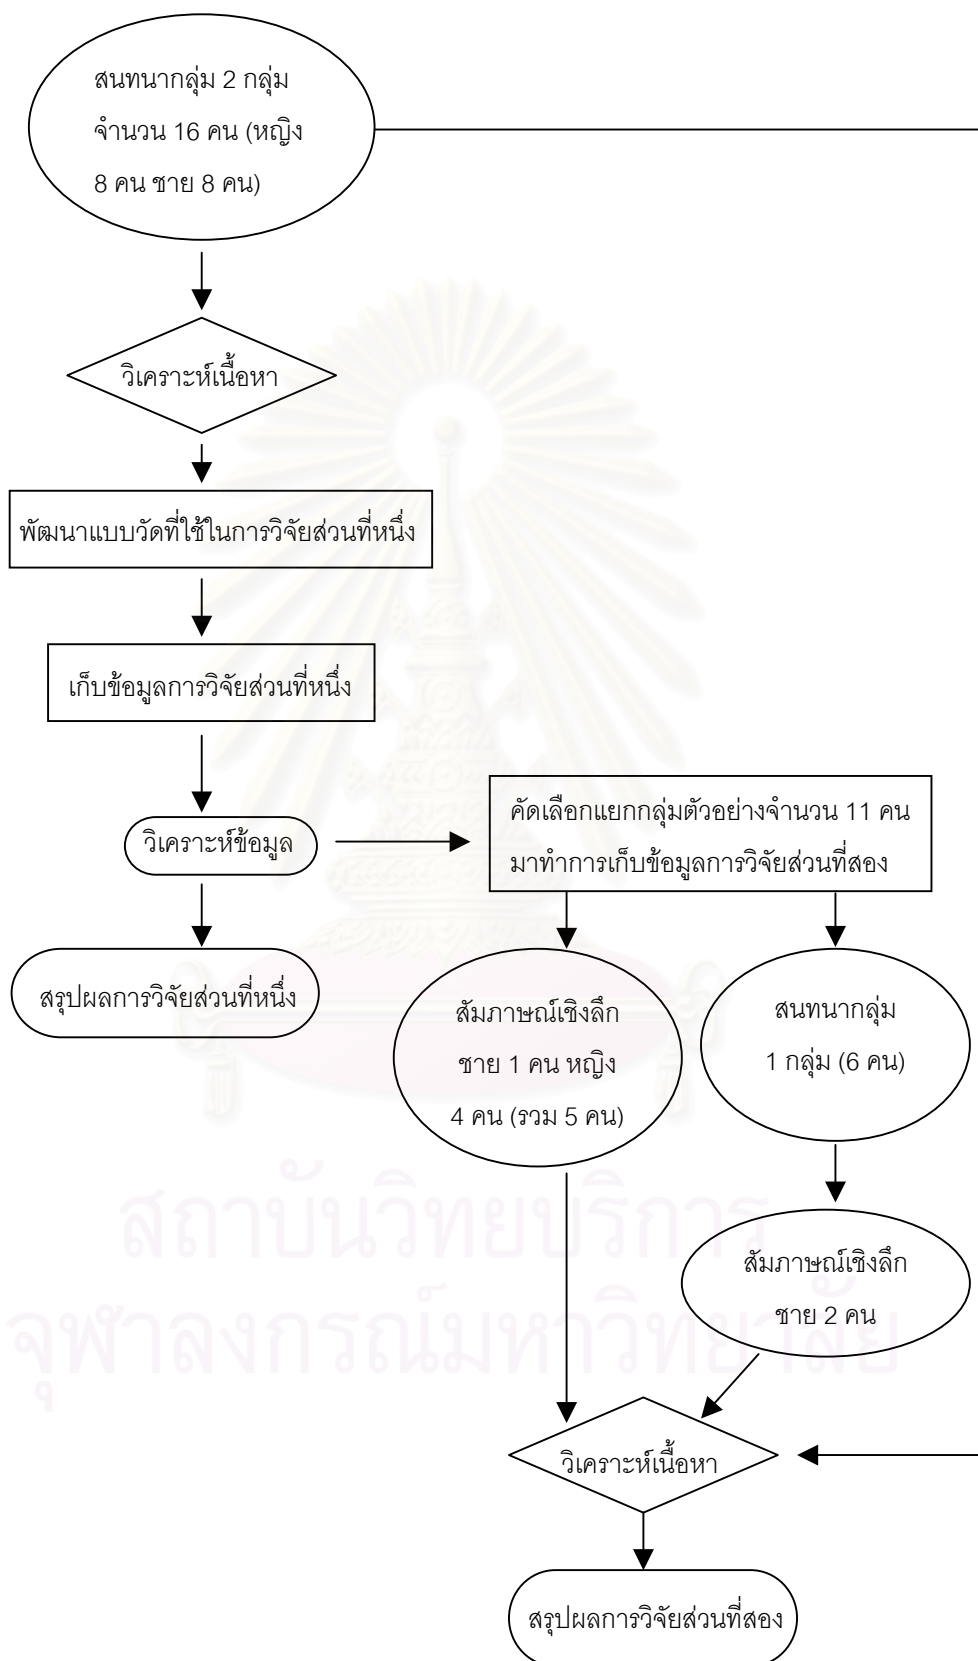 สนทนากลุ่ม 2 กลุ่ม
จำนวน 16 คน (หญิง
8 คน ชาย 8 คน)
วิเคราะห์เนื้อหา
พัฒนาแบบวัดที่ใช้ในการวิจัยส่วนที่หนึ่ง
เก็บข้อมูลการวิจัยส่วนที่หนึ่ง
วิเคราะห์ข้อมูล
สรุปผลการวิจัยส่วนที่หนึ่ง
คัดเลือกแยกกลุ่มตัวอย่างจำนวน 11 คน
มาทำการเก็บข้อมูลการวิจัยส่วนที่สอง
สัมภาษณ์เชิงลึก
ชาย 1 คน หญิง
4 คน (รวม 5 คน)
สนทนากลุ่ม
1 กลุ่ม (6 คน)
สัมภาษณ์เชิงลึก
ชาย 2 คน
วิเคราะห์เนื้อหา
สรุปผลการวิจัยส่วนที่สอง
สถาบันวิทยบริการ
จุฬาลงกรณ์มหาวิทยาลัย